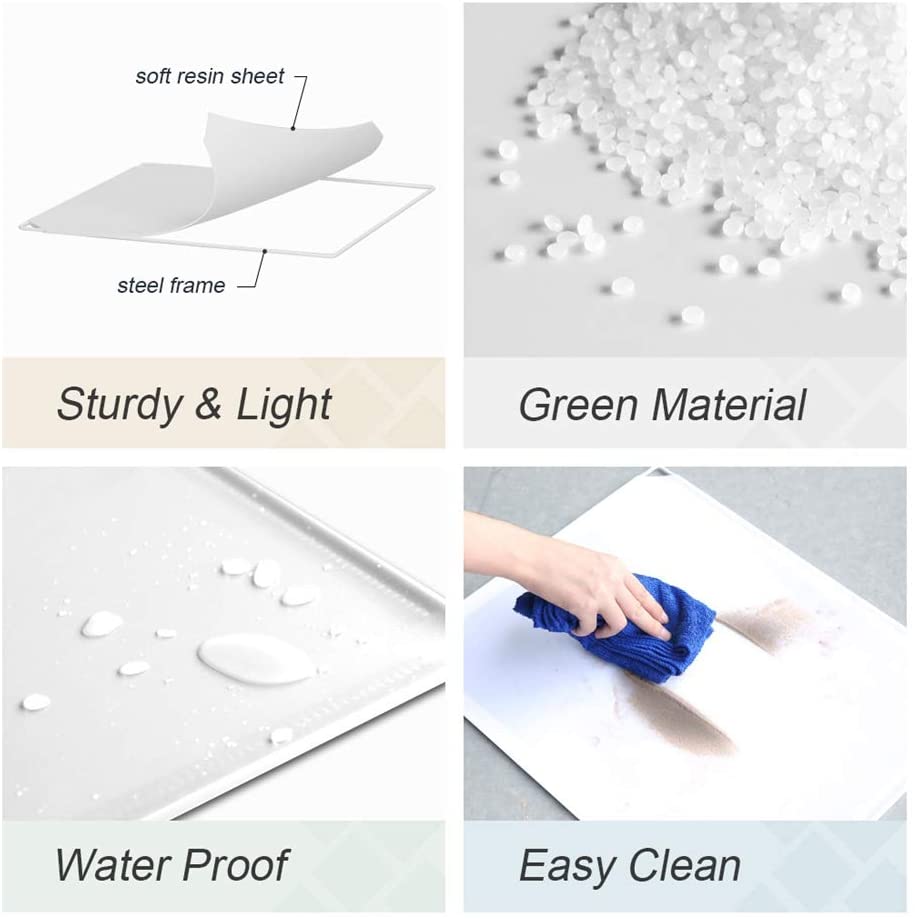 soft resin sheet
steel frame
Sturdy & Light
Green Material
Water Proof
Easy Clean